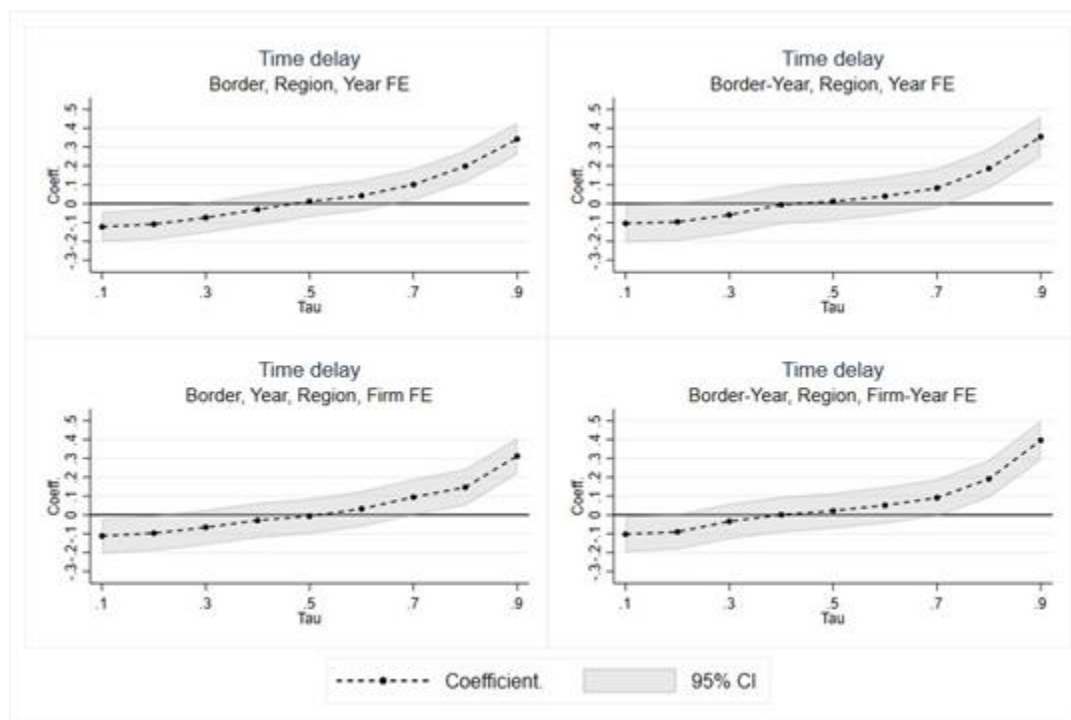 Time delay
Border, Region, Year FE
Coeff.
-.3 -.2 -.1 0 .1 .2 .3 .4 .5
.1 .3 .5 .7 .9
Tau
Time delay
Border-Year, Region, Year FE
Coeff.
-.3 -.2 -.1 0 .1 .2 .3 .4 .5
.1 .3 .5 .7 .9
Tau
Time delay
Border, Year, Region, Firm FE
Coeff.
-.3 -.2 -.1 0 .1 .2 .3 .4 .5
.1 .3 .5 .7 .9
Tau
Time delay
Border-Year, Region, Firm-Year FE
Coeff.
-.3 -.2 -.1 0 .1 .2 .3 .4 .5
.1 .3 .5 .7 .9
Tau
Coefficient. 95% CI